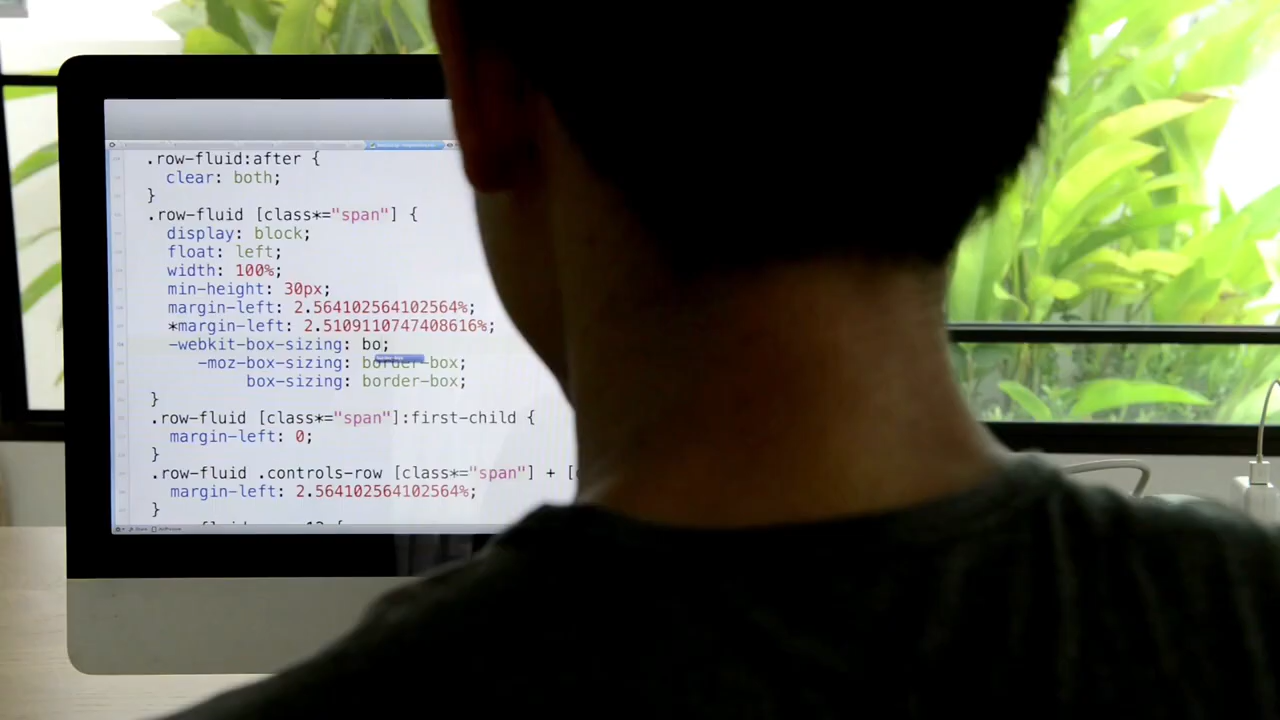 .row-fluid:after {
clear: both;
}
.row-fluid [class*="span"] {
display: block;
float: left;
width: 100%;
min-height: 30px;
margin-left: 2.564102564102564%;
*margin-left: 2.5109110747408616%;
-webkit-box-sizing: bo;
-moz-box-sizing: border-box;
box-sizing: border-box;
}
.row-fluid [class*="span"]:first-child {
margin-left: 0;
}
.row-fluid .controls-row [class*="span"] + [
margin-left: 2.564102564102564%;
}